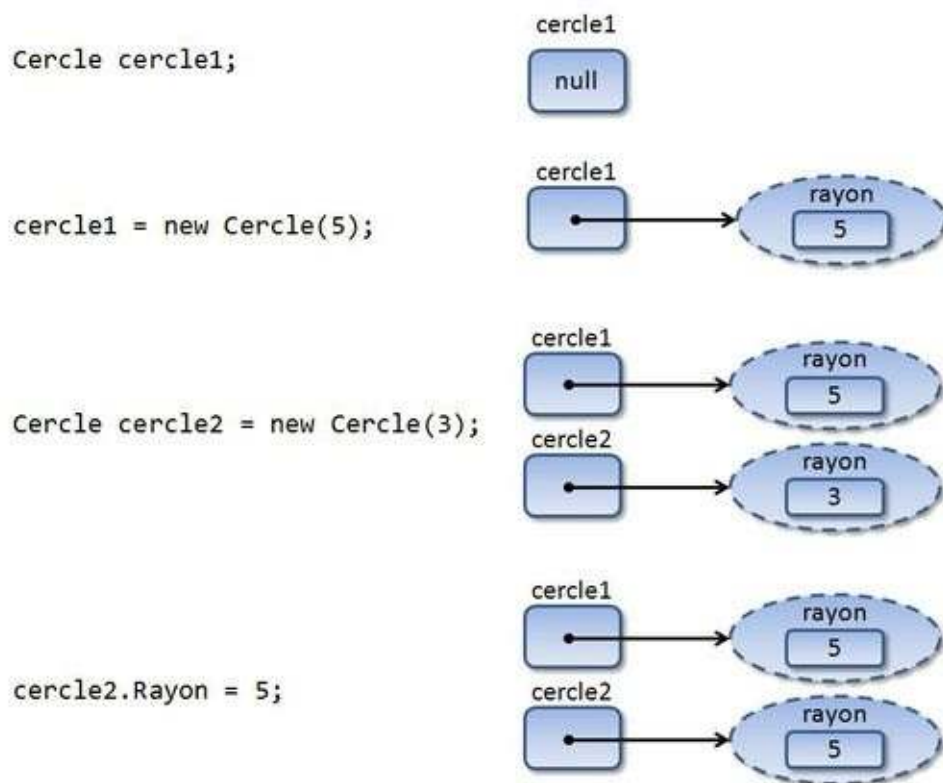 cercle1
Cercle cercle1;
null
cercle1
rayon
cercle1 = new Cercle(5);
5
cercle1
rayon
5
Cercle cercle2 = new Cercle(3);
cercle2
rayon
3
cercle1
rayon
5
cercle2.Rayon = 5;
cercle2
rayon
5